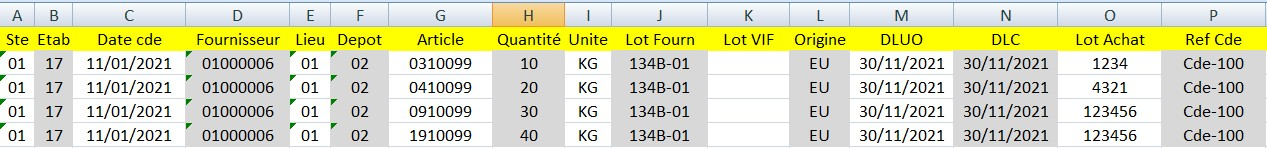 A B C D E F G H I J K L M N O P
Ste Etab Date cde Fournisseur Lieu Depot Article Quantité Unite Lot Fourn Lot VIF Origine DLUO DLC Lot Achat Ref Cde
01 17 11/01/2021 01000006 01 02 0310099 10 KG 134B-01 EU 30/11/2021 30/11/2021 1234 Cde-100
01 17 11/01/2021 01000006 01 02 0410099 20 KG 134B-01 EU 30/11/2021 30/11/2021 4321 Cde-100
01 17 11/01/2021 01000006 01 02 0910099 30 KG 134B-01 EU 30/11/2021 30/11/2021 123456 Cde-100
01 17 11/01/2021 01000006 01 02 1910099 40 KG 134B-01 EU 30/11/2021 30/11/2021 123456 Cde-100